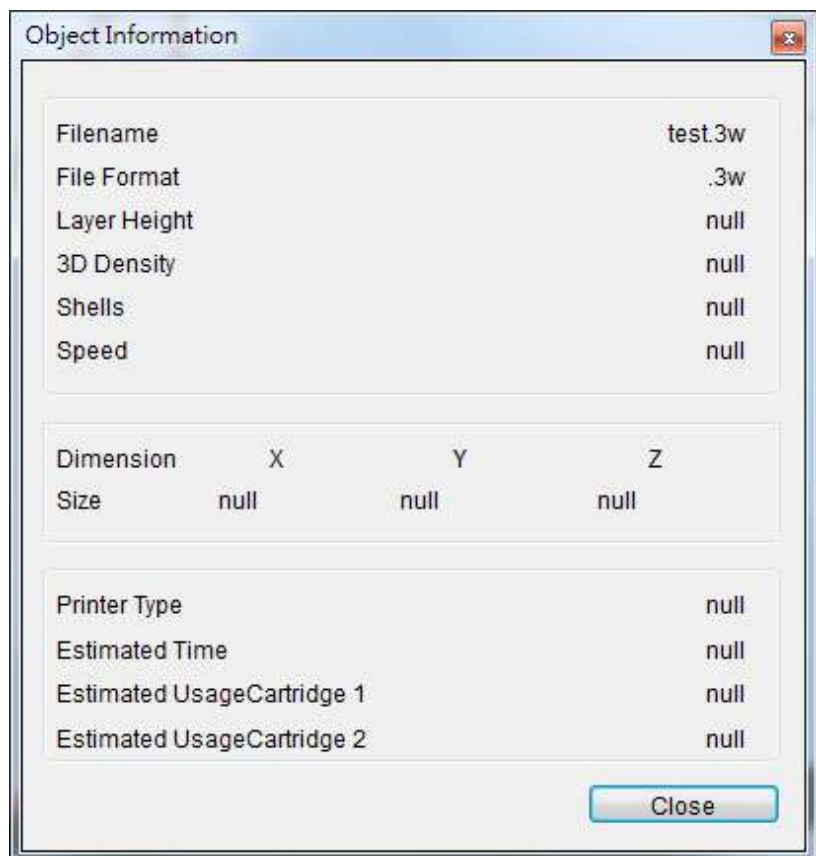 Object Information
Filename test.3w
File Format .3w
Layer Height null
3D Density null
Shells null
Speed null
Dimension X Y Z
Size null null null
Printer Type null
Estimated Time null
Estimated UsageCartridge 1 null
Estimated UsageCartridge 2 null
Close